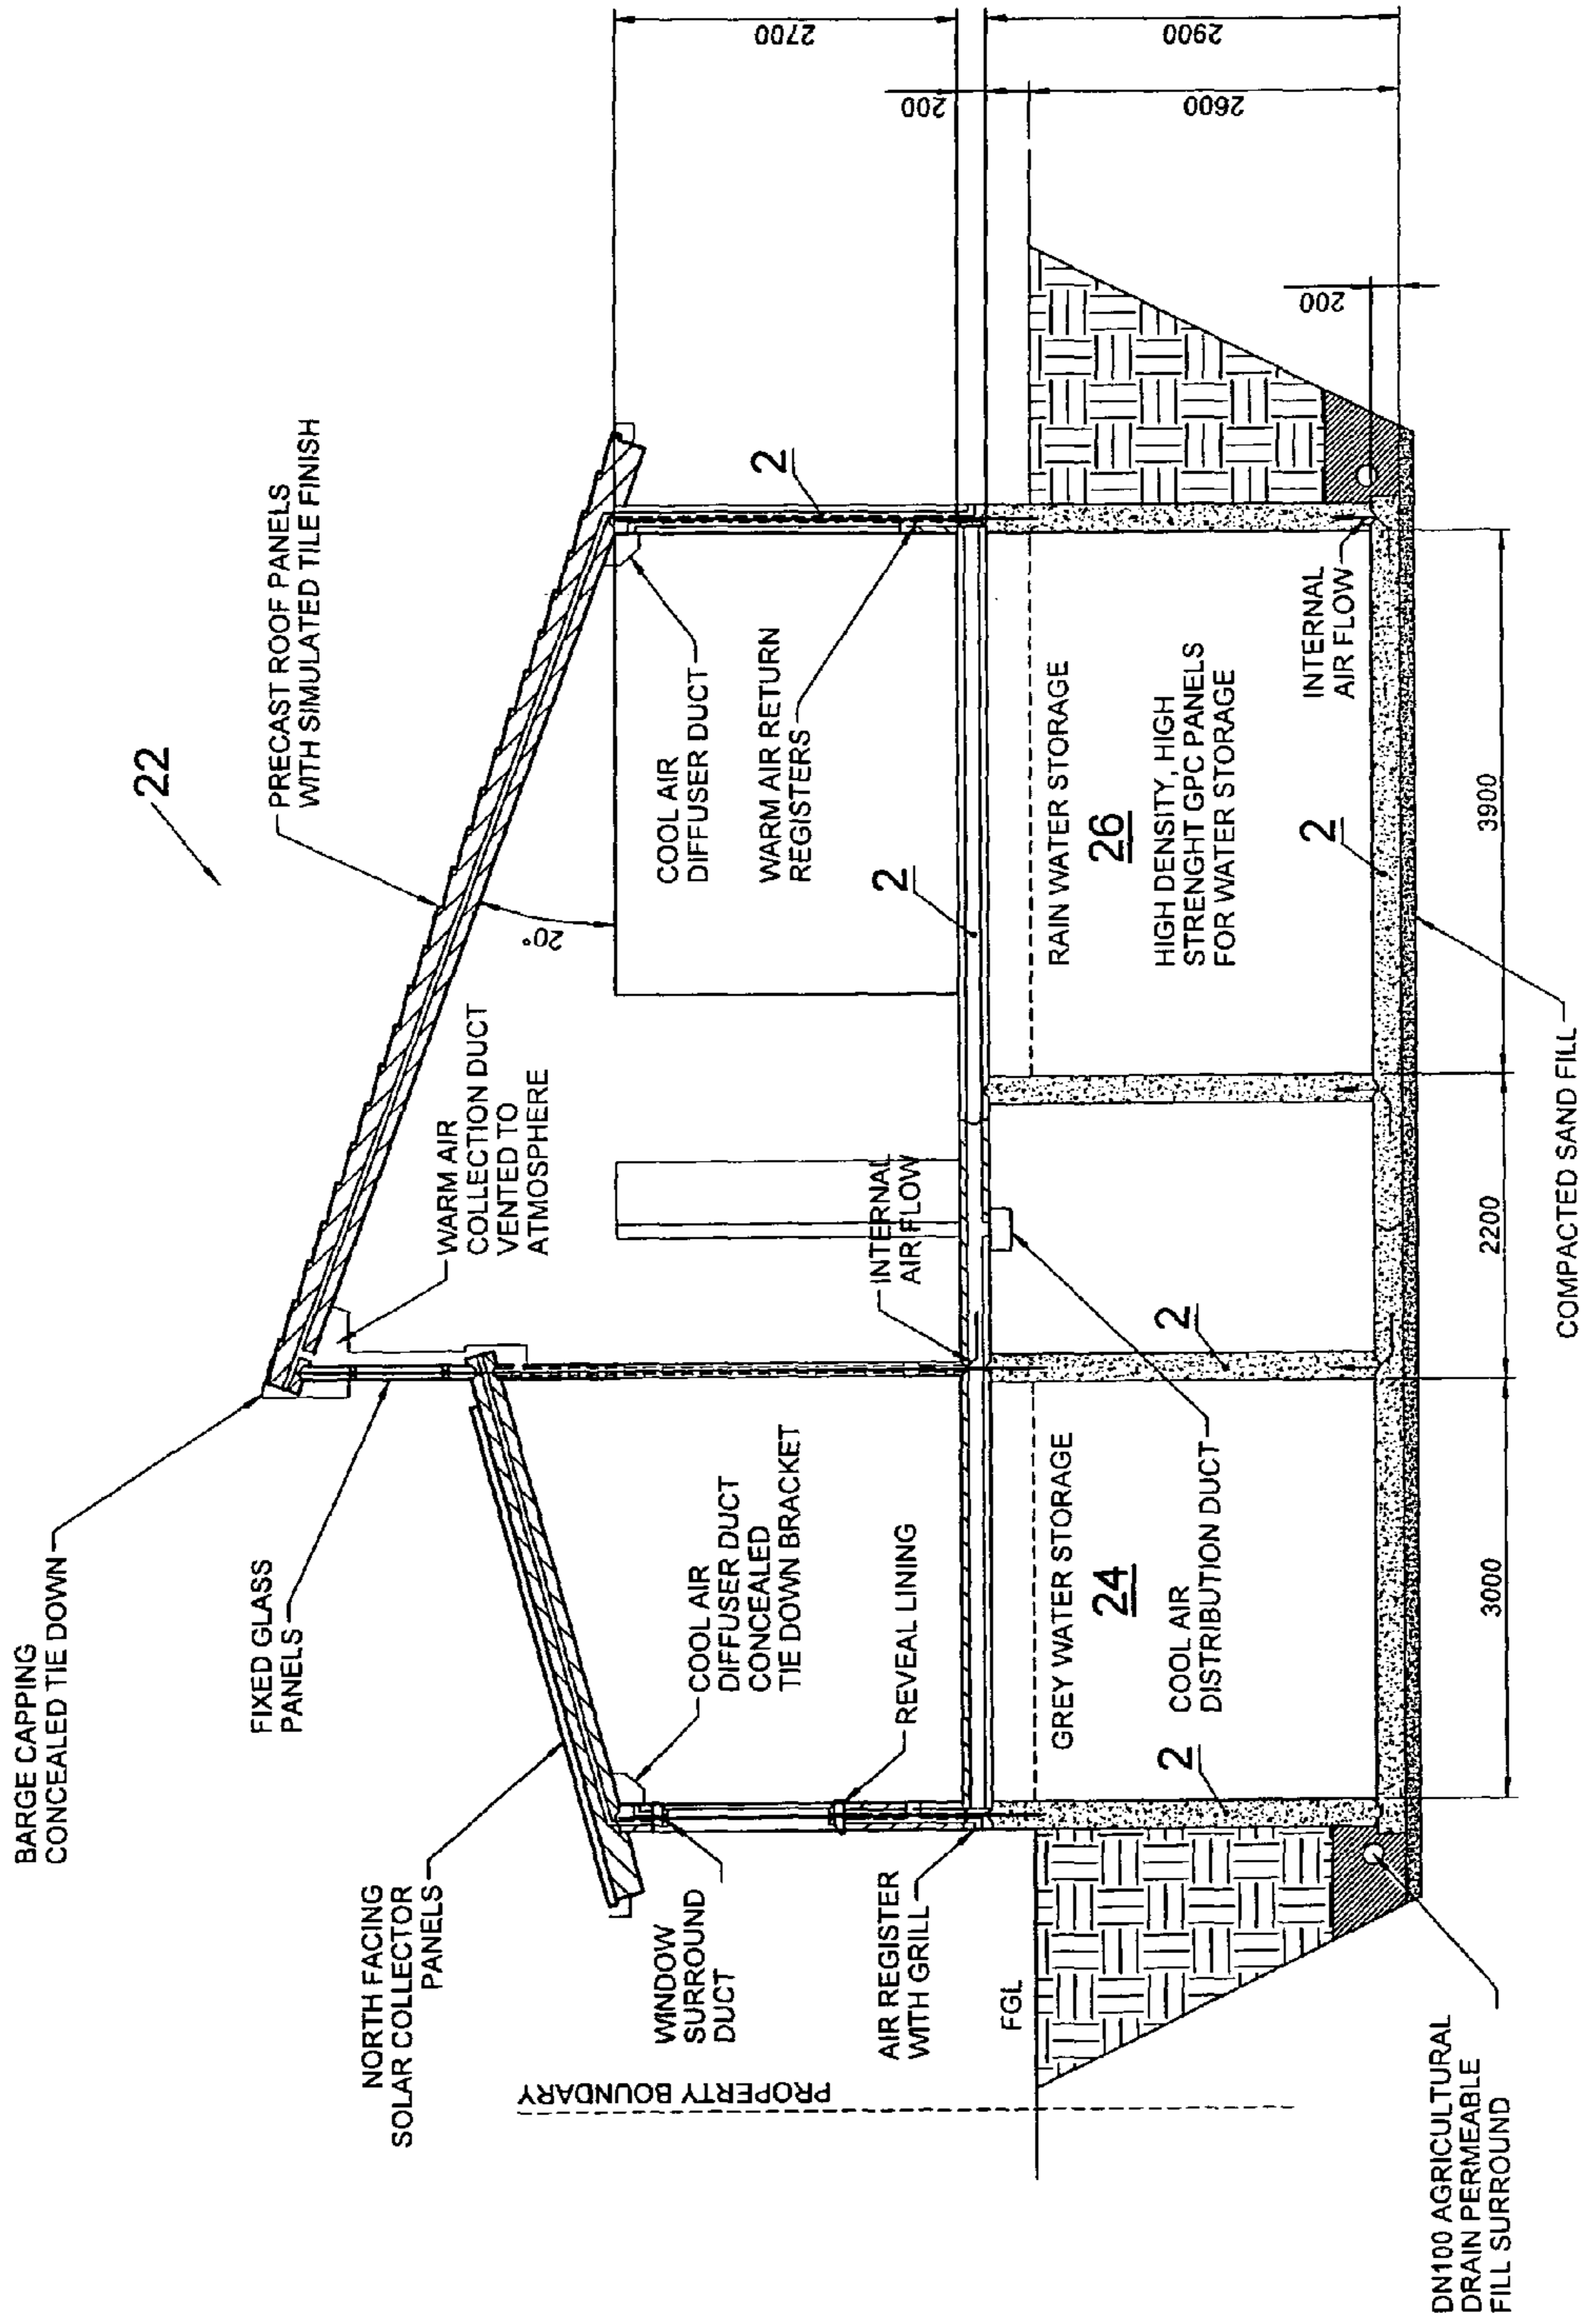 BARGE CAPPING
CONCEALED TIE DOWN
FIXED GLASS
PANELS
NORTH FACING
SOLAR COLLECTOR
PANELS
22
PRECAST ROOF PANELS
WITH SIMULATED TILE FINISH
WARM AIR
COLLECTION DUCT
VENTED TO
ATMOSPHERE
20°
COOL AIR
DIFFUSER DUCT
CONCEALED
TIE DOWN BRACKET
COOL AIR
DIFFUSER DUCT
2
2700
WINDOW
SURROUND
DUCT
REVEAL LINING
WARM AIR RETURN
REGISTERS
PROPERTY BOUNDARY
AIR REGISTER
WITH GRILL
INTERNAL
AIR FLOW
2
200
FGL
GREY WATER STORAGE
24
COOL AIR
DISTRIBUTION DUCT
2
2
RAIN WATER STORAGE
26
HIGH DENSITY, HIGH
STRENGHT GPC PANELS
FOR WATER STORAGE
INTERNAL
AIR FLOW
2
2600
2900
200
3000
2200
3900
DN100 AGRICULTURAL
DRAIN PERMEABLE
FILL SURROUND
COMPACTED SAND FILL